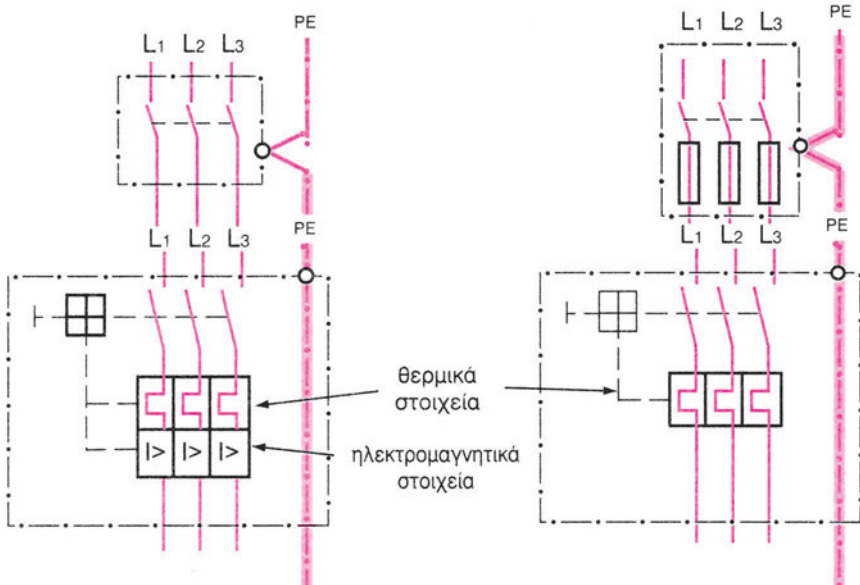 PE
L1 L2 L3
PE
L1 L2 L3
PE
L1 L2 L3
PE
L1 L2 L3
θερμικά
στοιχεία
I> I> I>
ηλεκτρομαγνητικά
στοιχεία